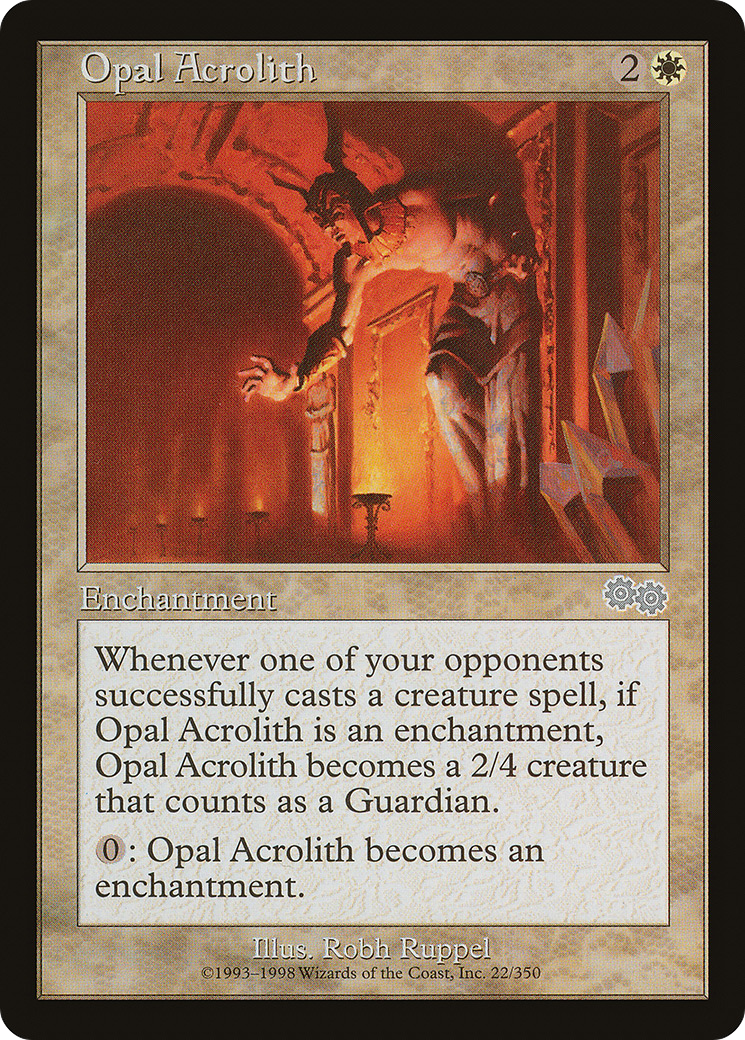 Opal Acrolith 2
Enchantment
Whenever one of your opponents
successfully casts a creature spell, if
Opal Acrolith is an enchantment,
Opal Acrolith becomes a 2/4 creature
that counts as a Guardian.
0: Opal Acrolith becomes an
enchantment.
Illus. Robh Ruppel
©1993–1998 Wizards of the Coast, Inc. 22/350